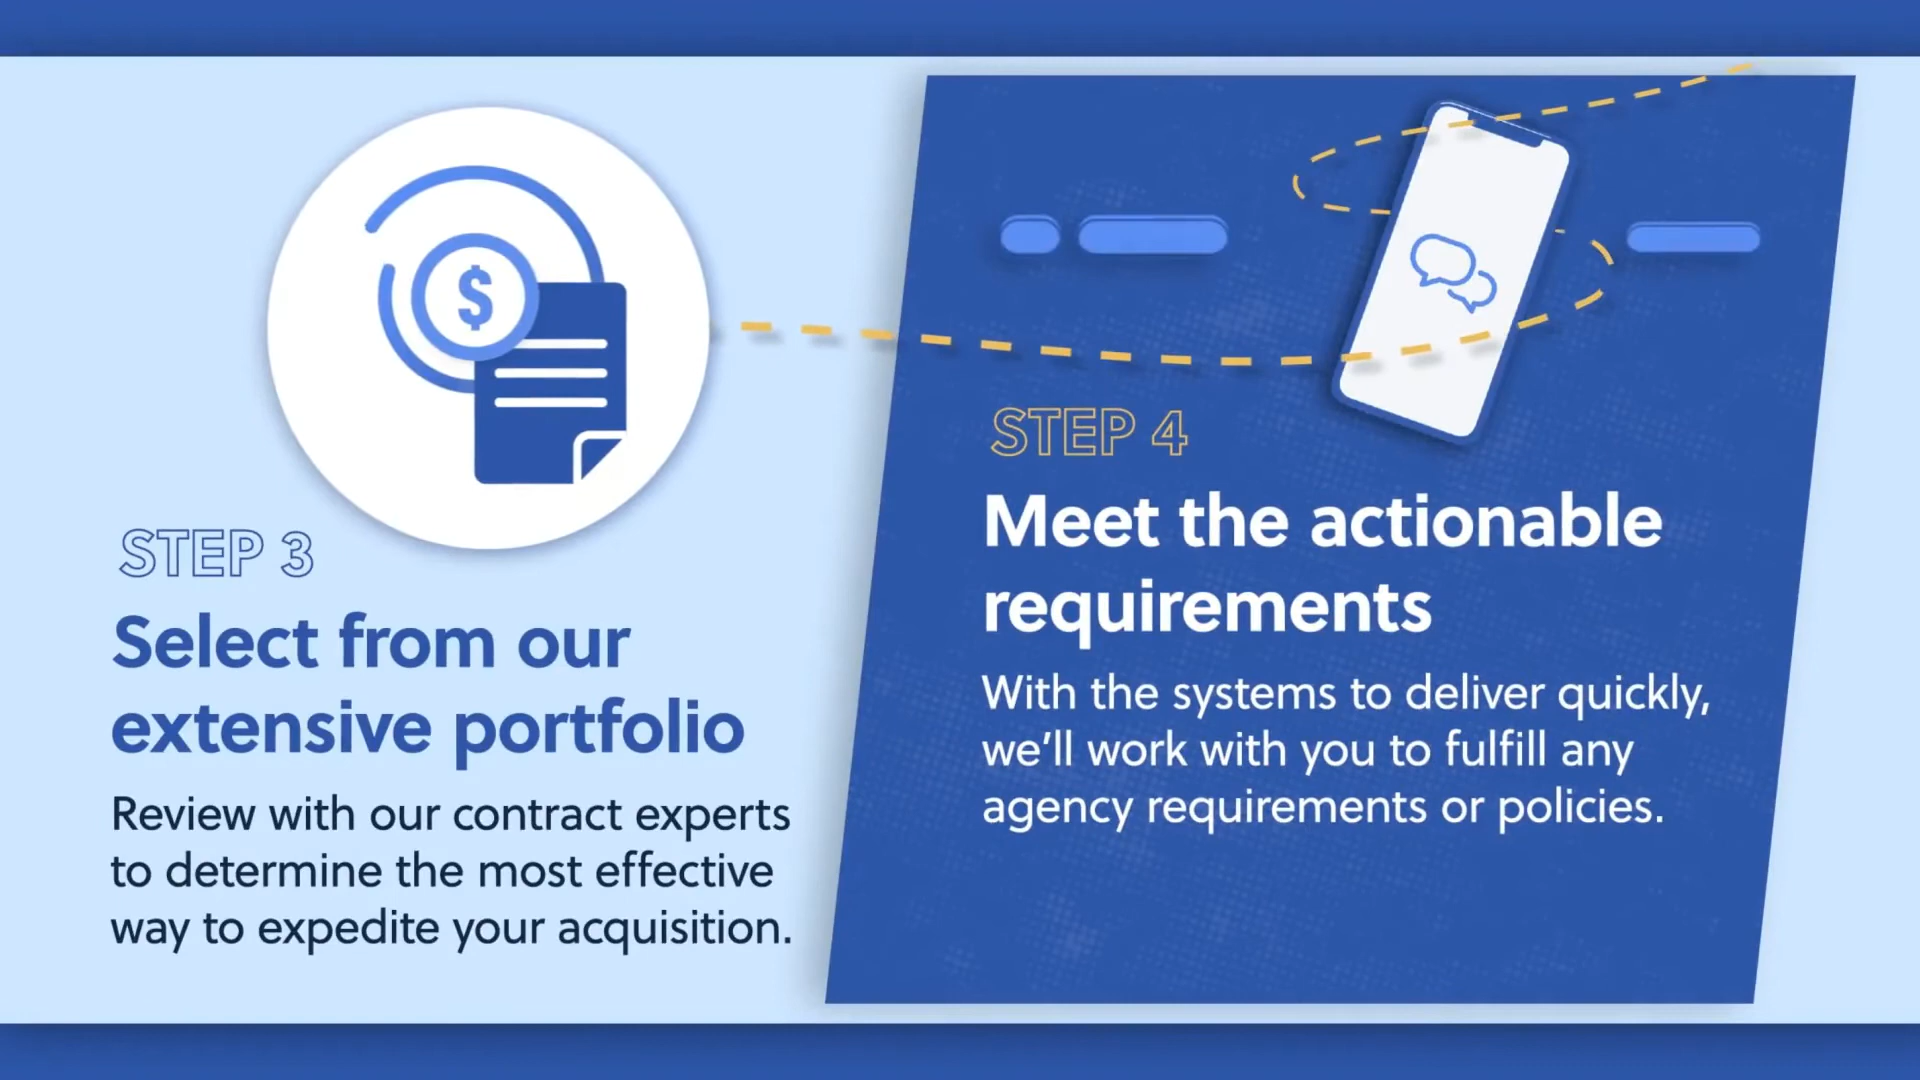 STEP 3
Select from our
extensive portfolio
Review with our contract experts
to determine the most effective
way to expedite your acquisition.
$
STEP 4
Meet the actionable
requirements
With the systems to deliver quickly,
we’ll work with you to fulfill any
agency requirements or policies.